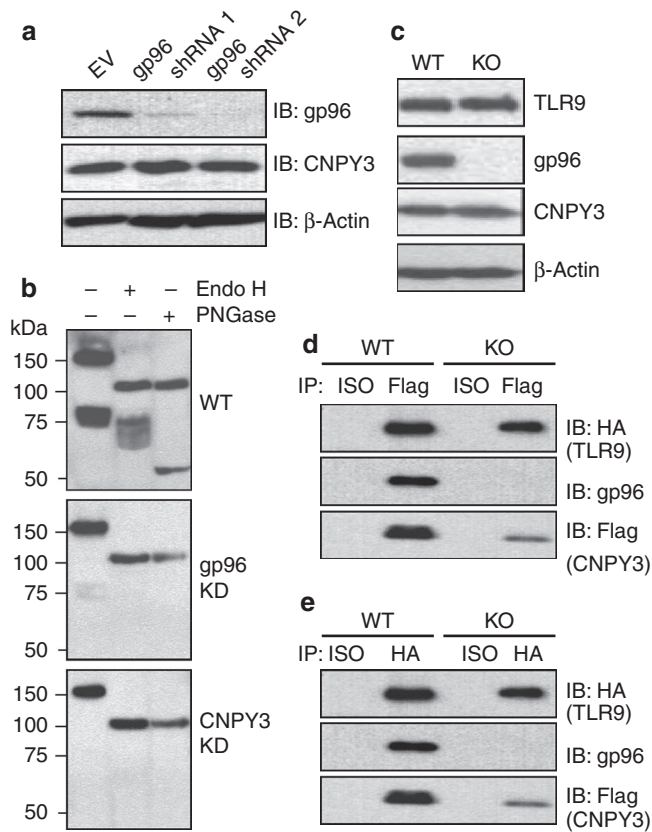 a
EV
gp96
shRNA 1
gp96
shRNA 2
IB: gp96
IB: CNPY3
IB: β-Actin
b
– + – Endo H
– – + PNGase
kDa
150
100
75
50
WT
150
100
75
50
gp96
KD
150
100
75
50
CNPY3
KD
c
WT KO
TLR9
gp96
CNPY3
β-Actin
d
WT KO
IP: ISO Flag ISO Flag
IB: HA
(TLR9)
IB: gp96
IB: Flag
(CNPY3)
e
WT KO
IP: ISO HA ISO HA
IB: HA
(TLR9)
IB: gp96
IB: Flag
(CNPY3)